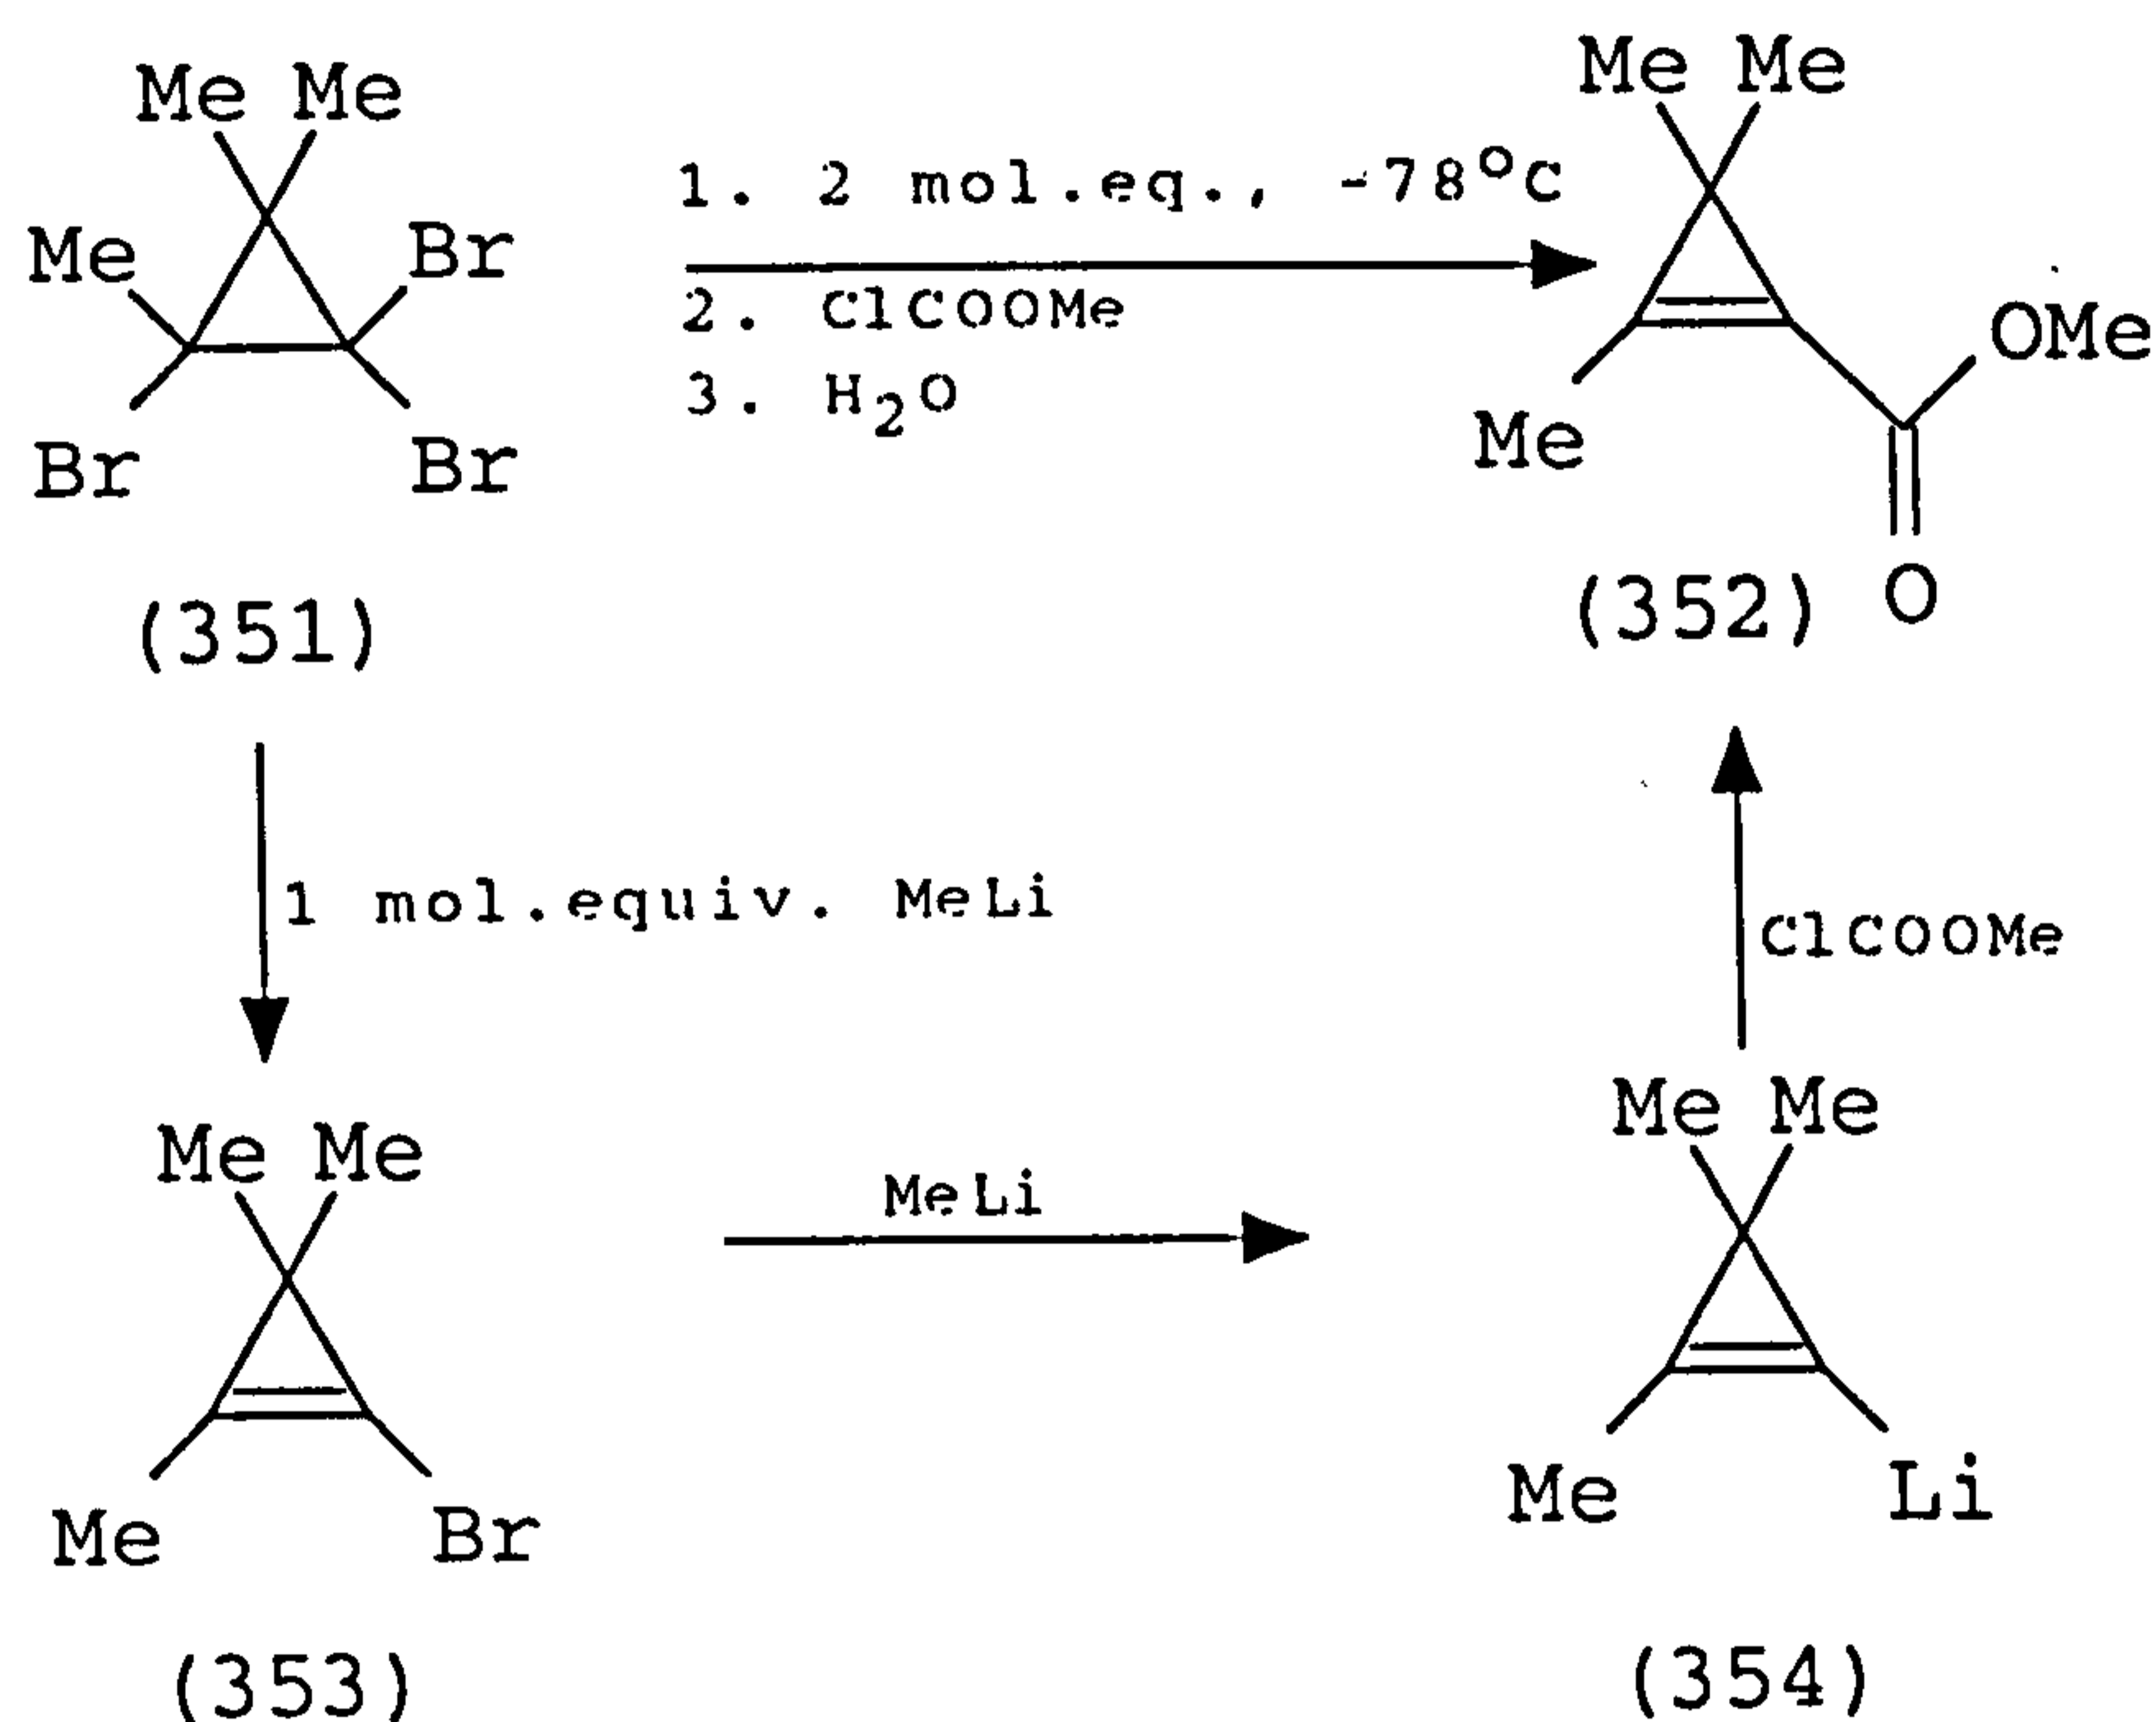 Me Me
Me
Br
Br
Br
(351)
1. 2 mol.eq., -78°C
2. ClCOOMe
3. H2O
Me Me
Me
OMe
O
(352)
1 mol.equiv. MeLi
ClCOOMe
Me Me
Me
Br
(353)
MeLi
Me Me
Me
Li
(354)